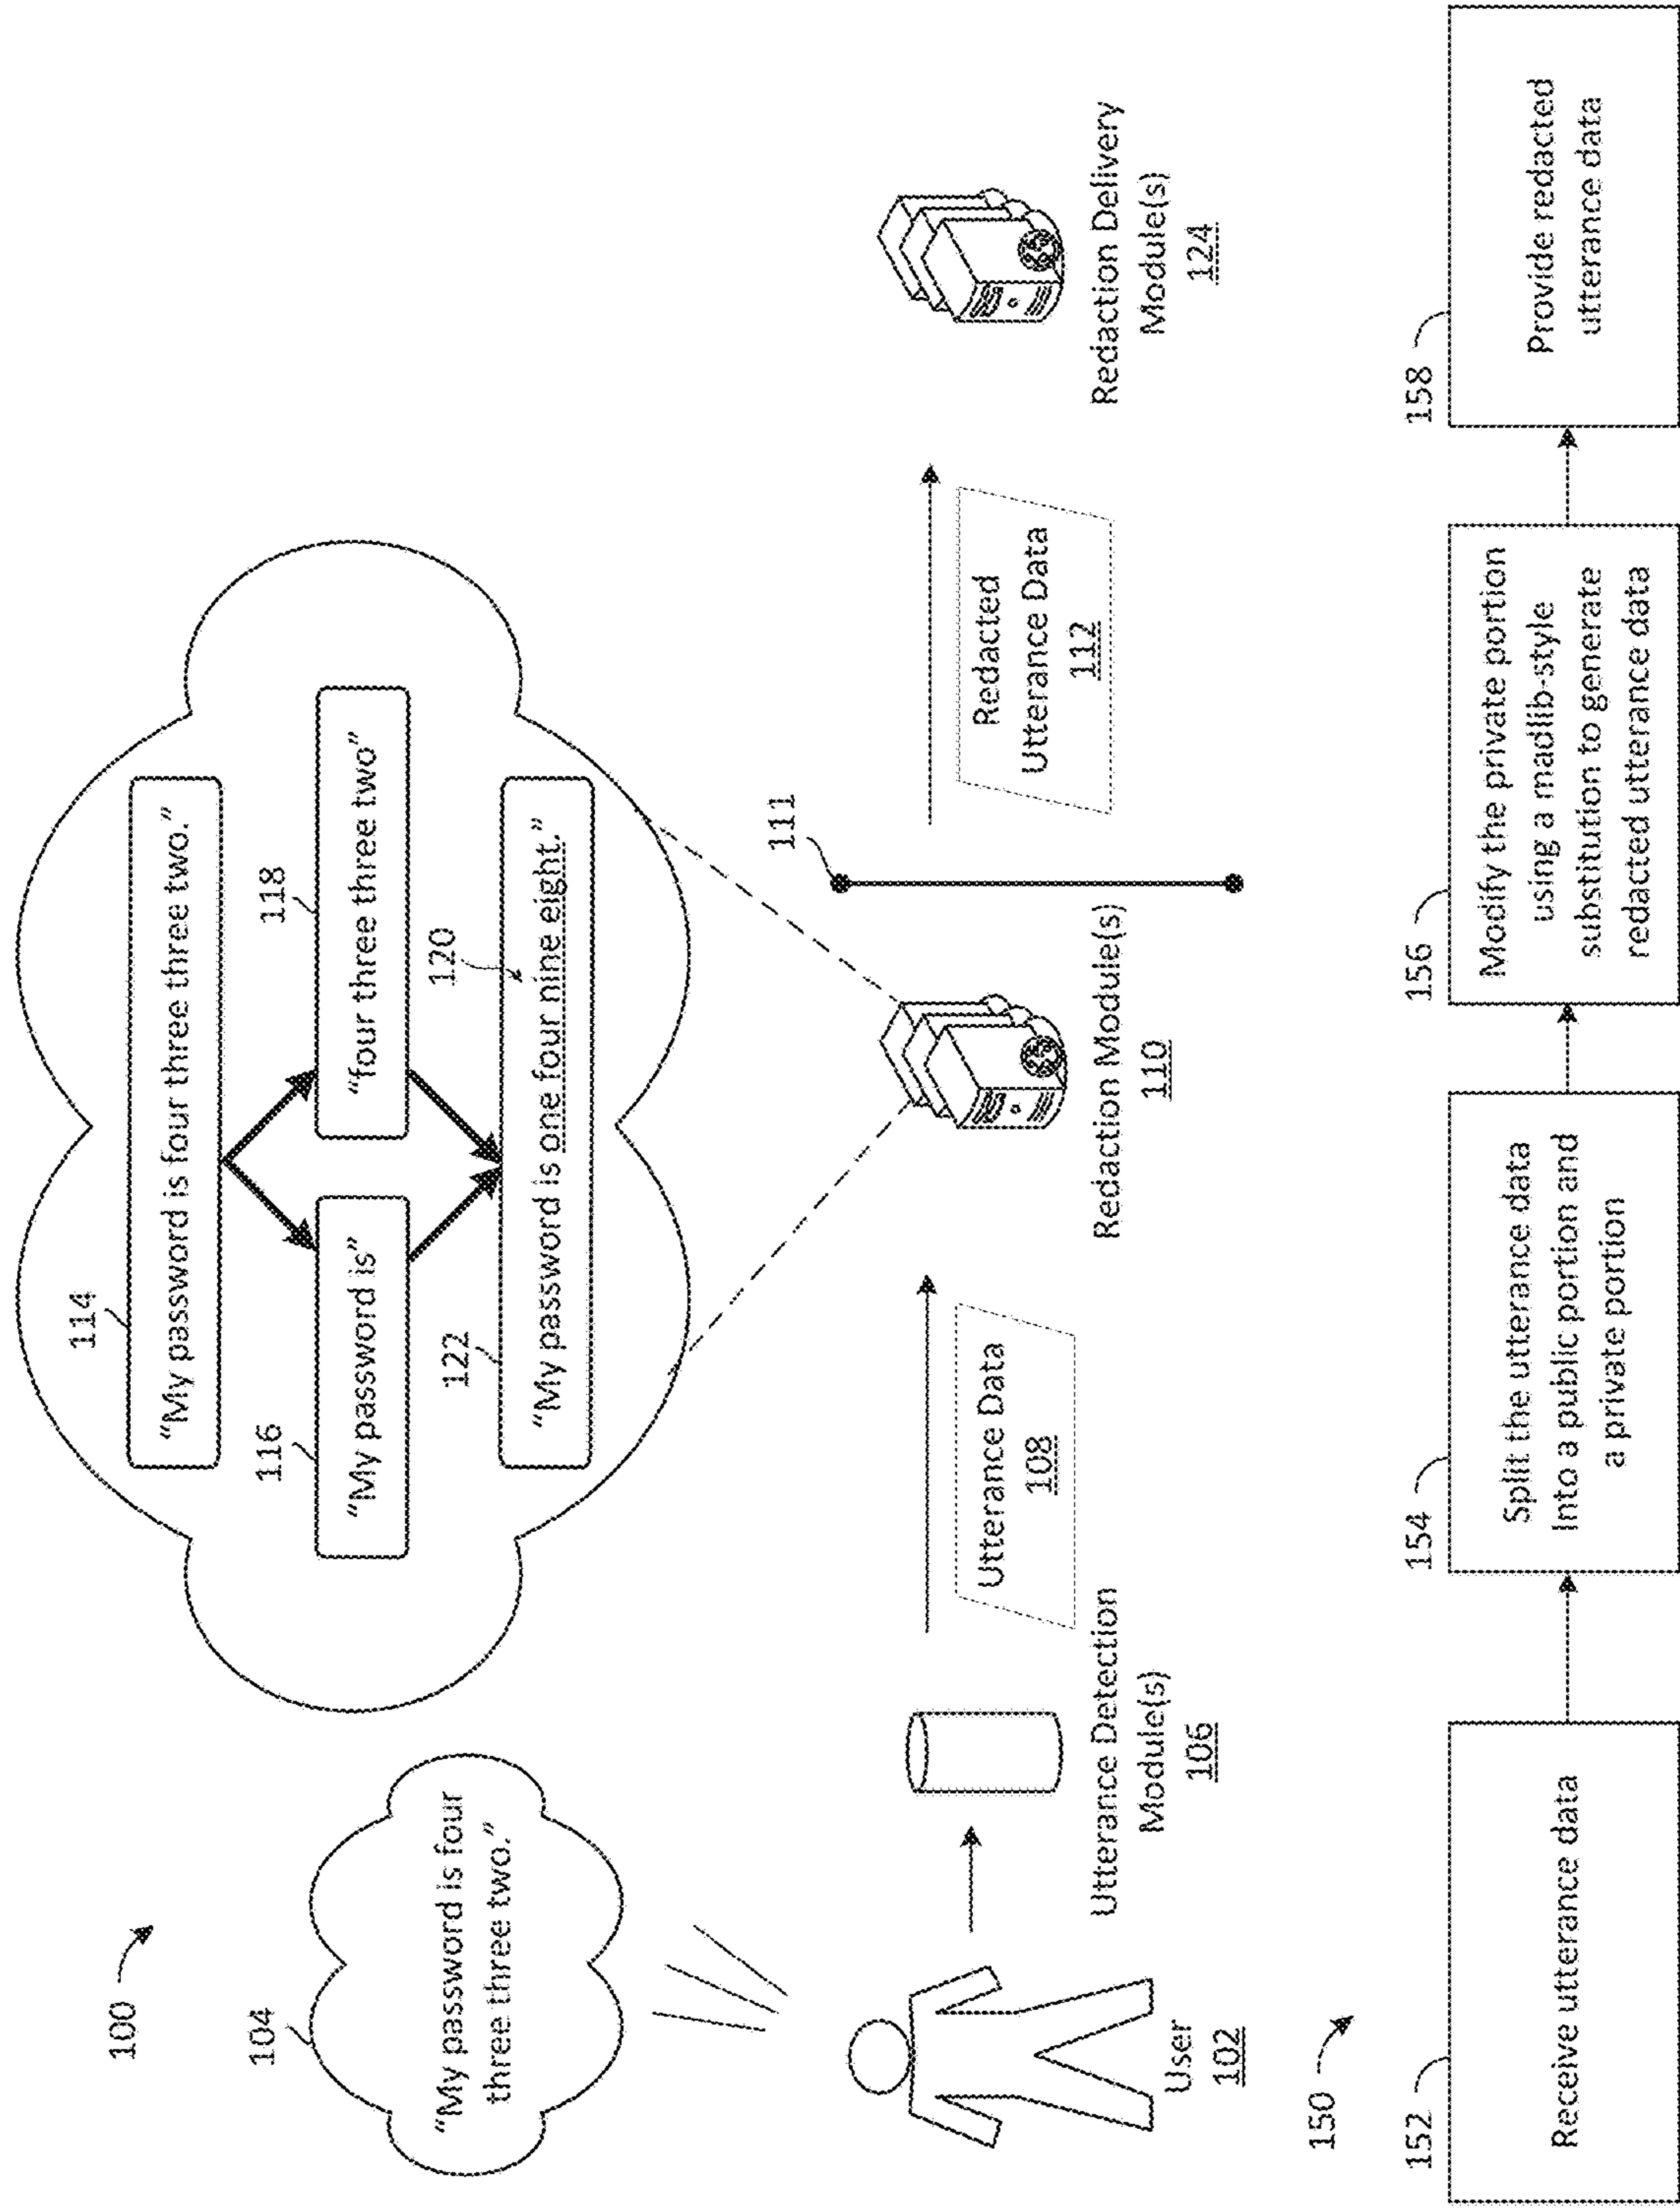 100
104
“My password is four
three three two.”
114
“My password is four three three two.”
116
“My password is”
118
“four three three two”
120
122
“My password is one four nine eight.”
User
102
Utterance Detection
Module(s)
106
Utterance Data
108
Redaction Module(s)
110
111
Redacted
Utterance Data
112
Redaction Delivery
Module(s)
124
150
152
Receive utterance data
154
Split the utterance data
Into a public portion and
a private portion
156
Modify the private portion
using a madlib-style
substitution to generate
redacted utterance data
158
Provide redacted
utterance data